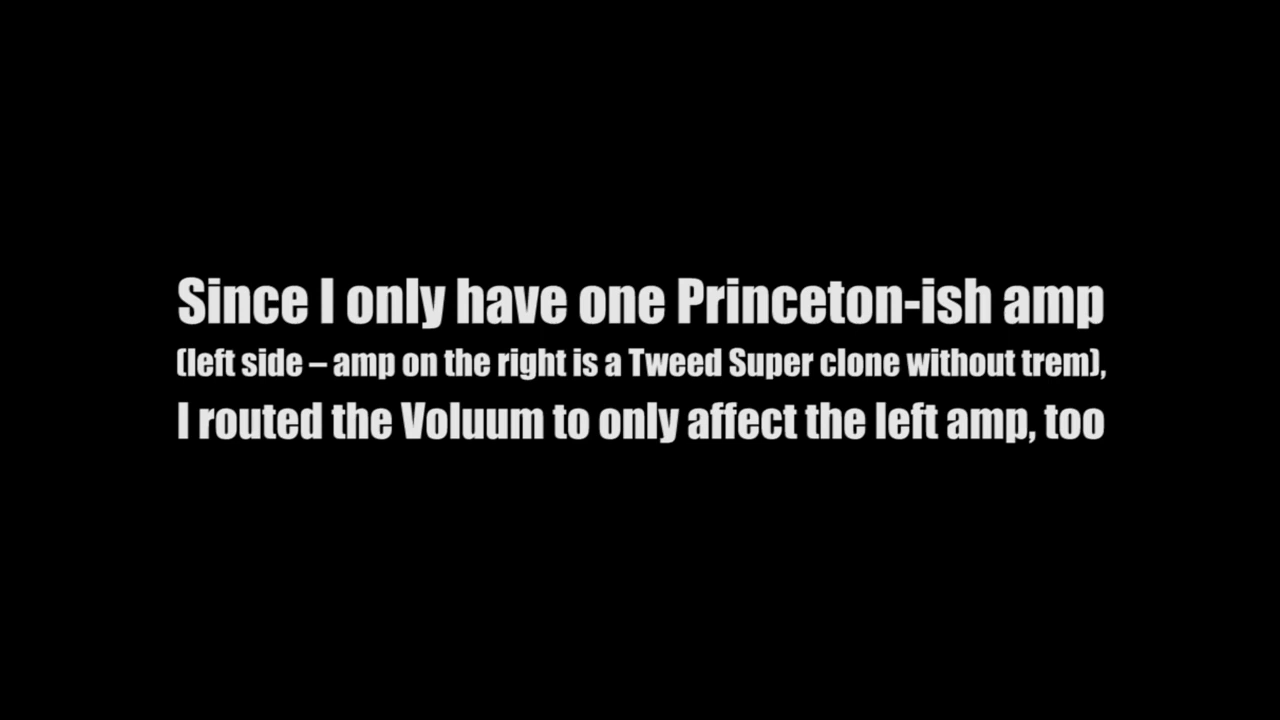 Since I only have one Princeton-ish amp
(left side – amp on the right is a Tweed Super clone without trem),
I routed the Voluum to only affect the left amp, too